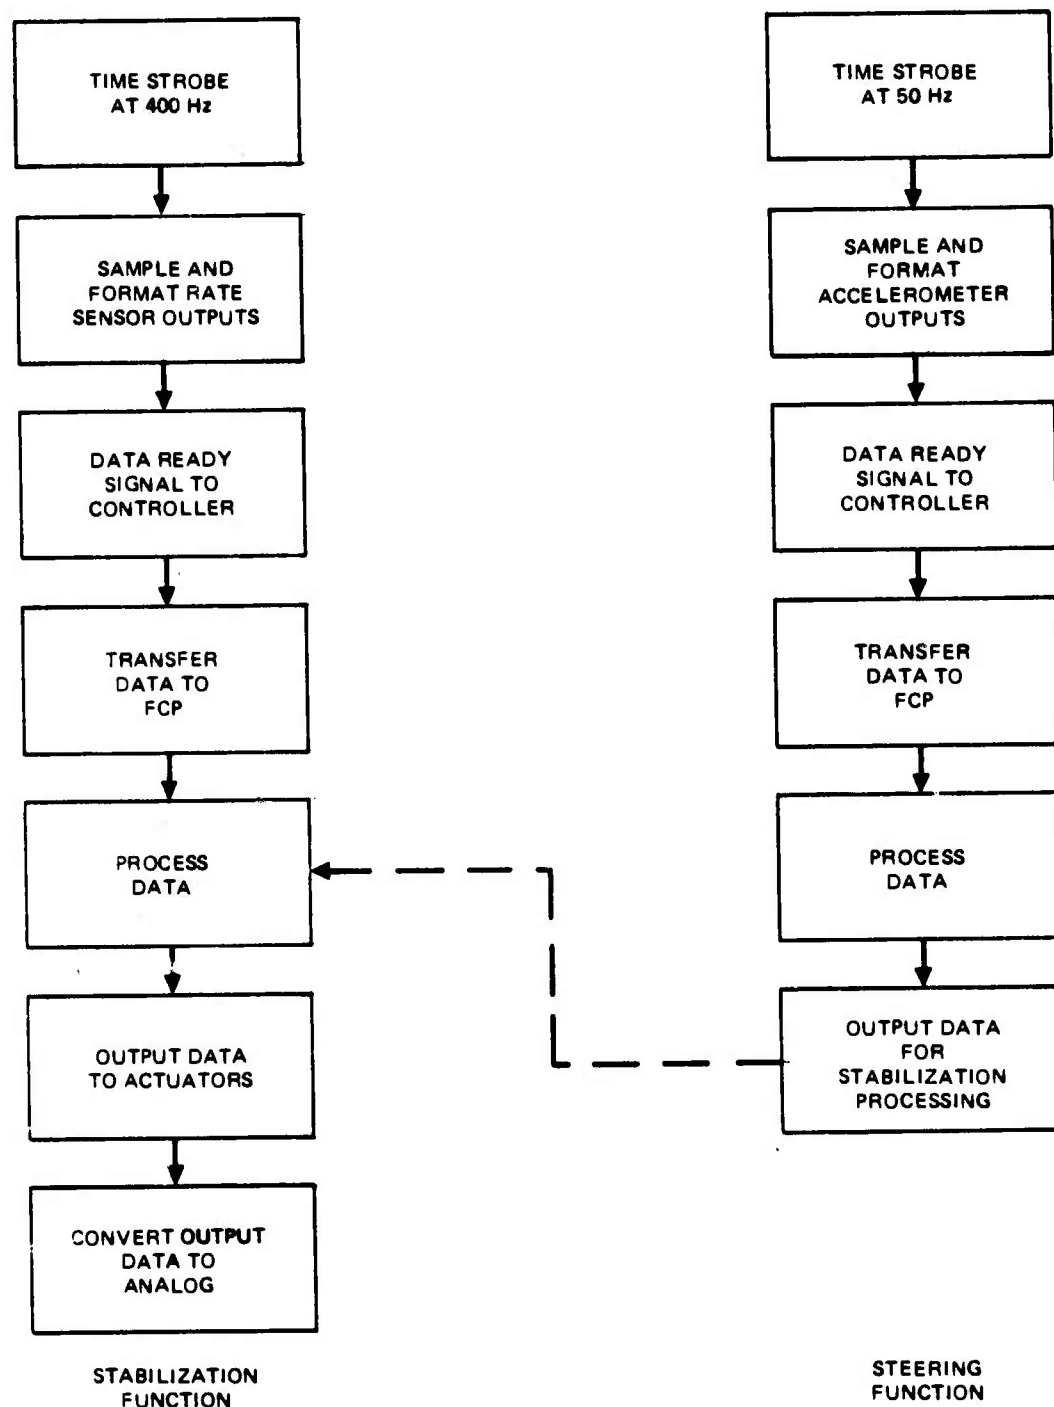 TIME STROBE
AT 400 Hz
SAMPLE AND
FORMAT RATE
SENSOR OUTPUTS
DATA READY
SIGNAL TO
CONTROLLER
TRANSFER
DATA TO
FCP
PROCESS
DATA
OUTPUT DATA
TO ACTUATORS
CONVERT OUTPUT
DATA TO
ANALOG
STABILIZATION
FUNCTION
TIME STROBE
AT 50 Hz
SAMPLE AND
FORMAT
ACCELEROMETER
OUTPUTS
DATA READY
SIGNAL TO
CONTROLLER
TRANSFER
DATA TO
FCP
PROCESS
DATA
OUTPUT DATA
FOR
STABILIZATION
PROCESSING
STEERING
FUNCTION